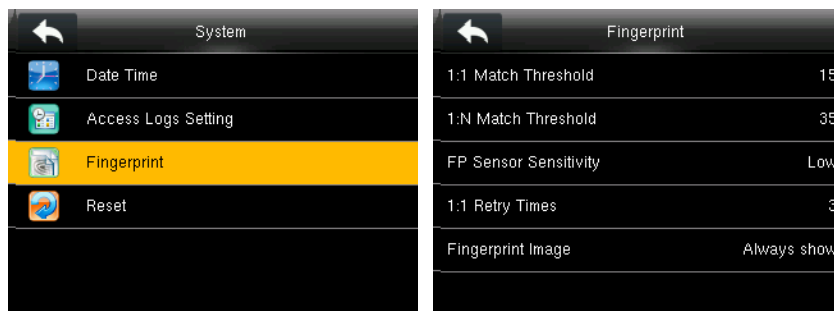 System
Date Time
Access Logs Setting
Fingerprint
Reset
Fingerprint
1:1 Match Threshold 15
1:N Match Threshold 35
FP Sensor Sensitivity Low
1:1 Retry Times 3
Fingerprint Image Always show